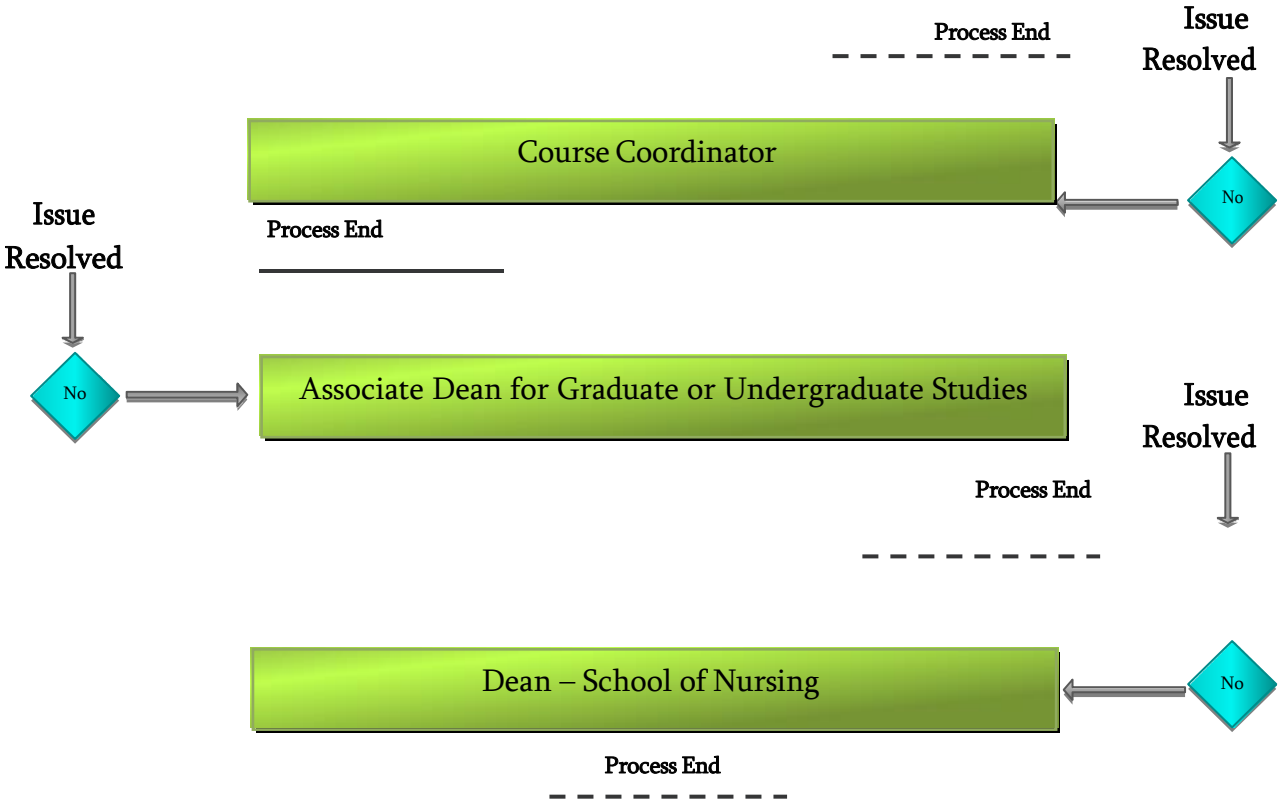 Process End
Issue
Resolved
Course Coordinator
No
Issue
Resolved
Process End
No
Associate Dean for Graduate or Undergraduate Studies
Issue
Resolved
Process End
Dean – School of Nursing
No
Process End